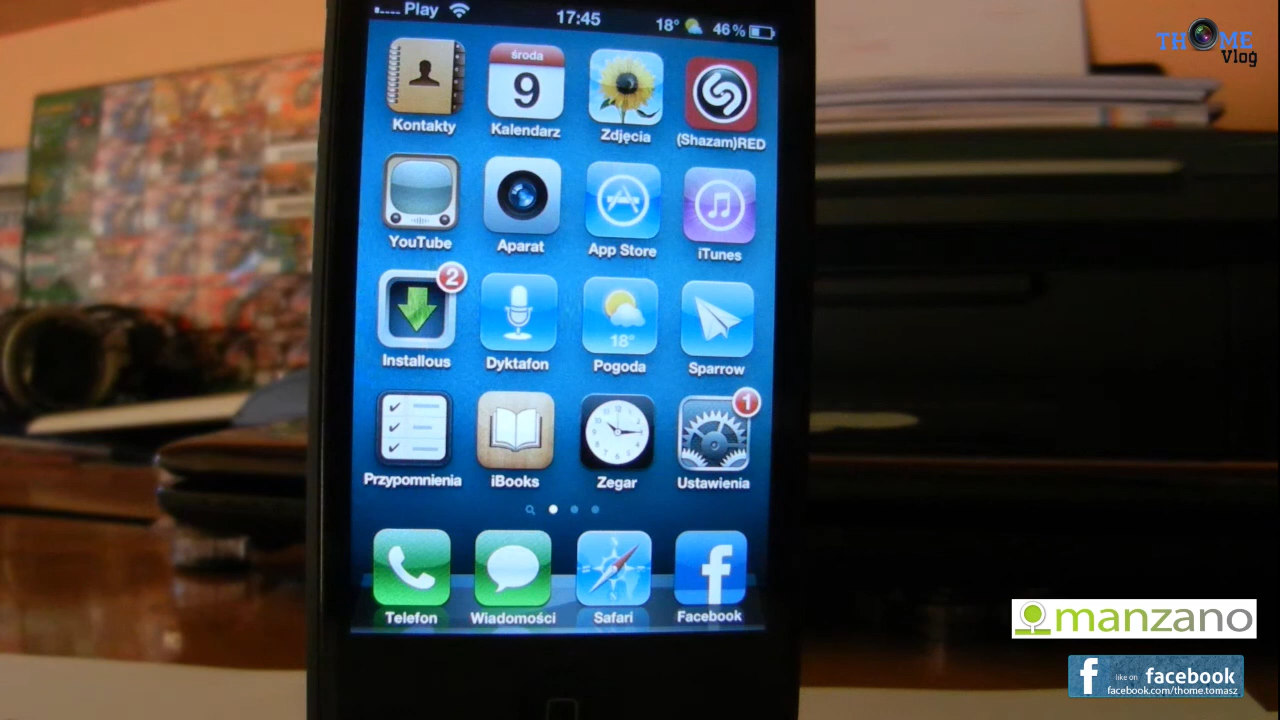 Play 17:45 18° 46%
THOME
Vlog
środa
9
Kontakty Kalendarz Zdjęcia (Shazam)RED
YouTube Aparat App Store iTunes
2
18°
Installous Dyktafon Pogoda Sparrow
1
Przypomnienia iBooks Zegar Ustawienia
Telefon Wiadomości Safari Facebook
manzano
f like on facebook
facebook.com/thome.tomasz